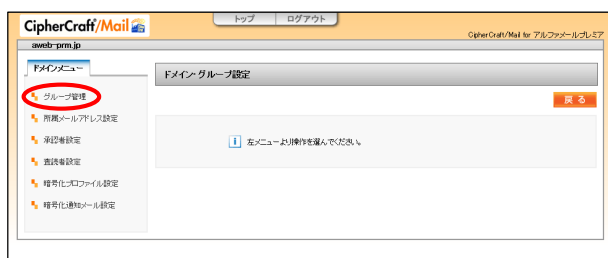 CipherCraft/Mail
トップ
ログアウト
CipherCraft/Mail for アルファメールプレミア
aweb-prm.jp
ドメインメニュー
グループ管理
所属メールアドレス設定
承認者設定
査読者設定
暗号化プロファイル設定
暗号化通知メール設定
ドメイン・グループ設定
戻る
左メニューより操作を選んでください。